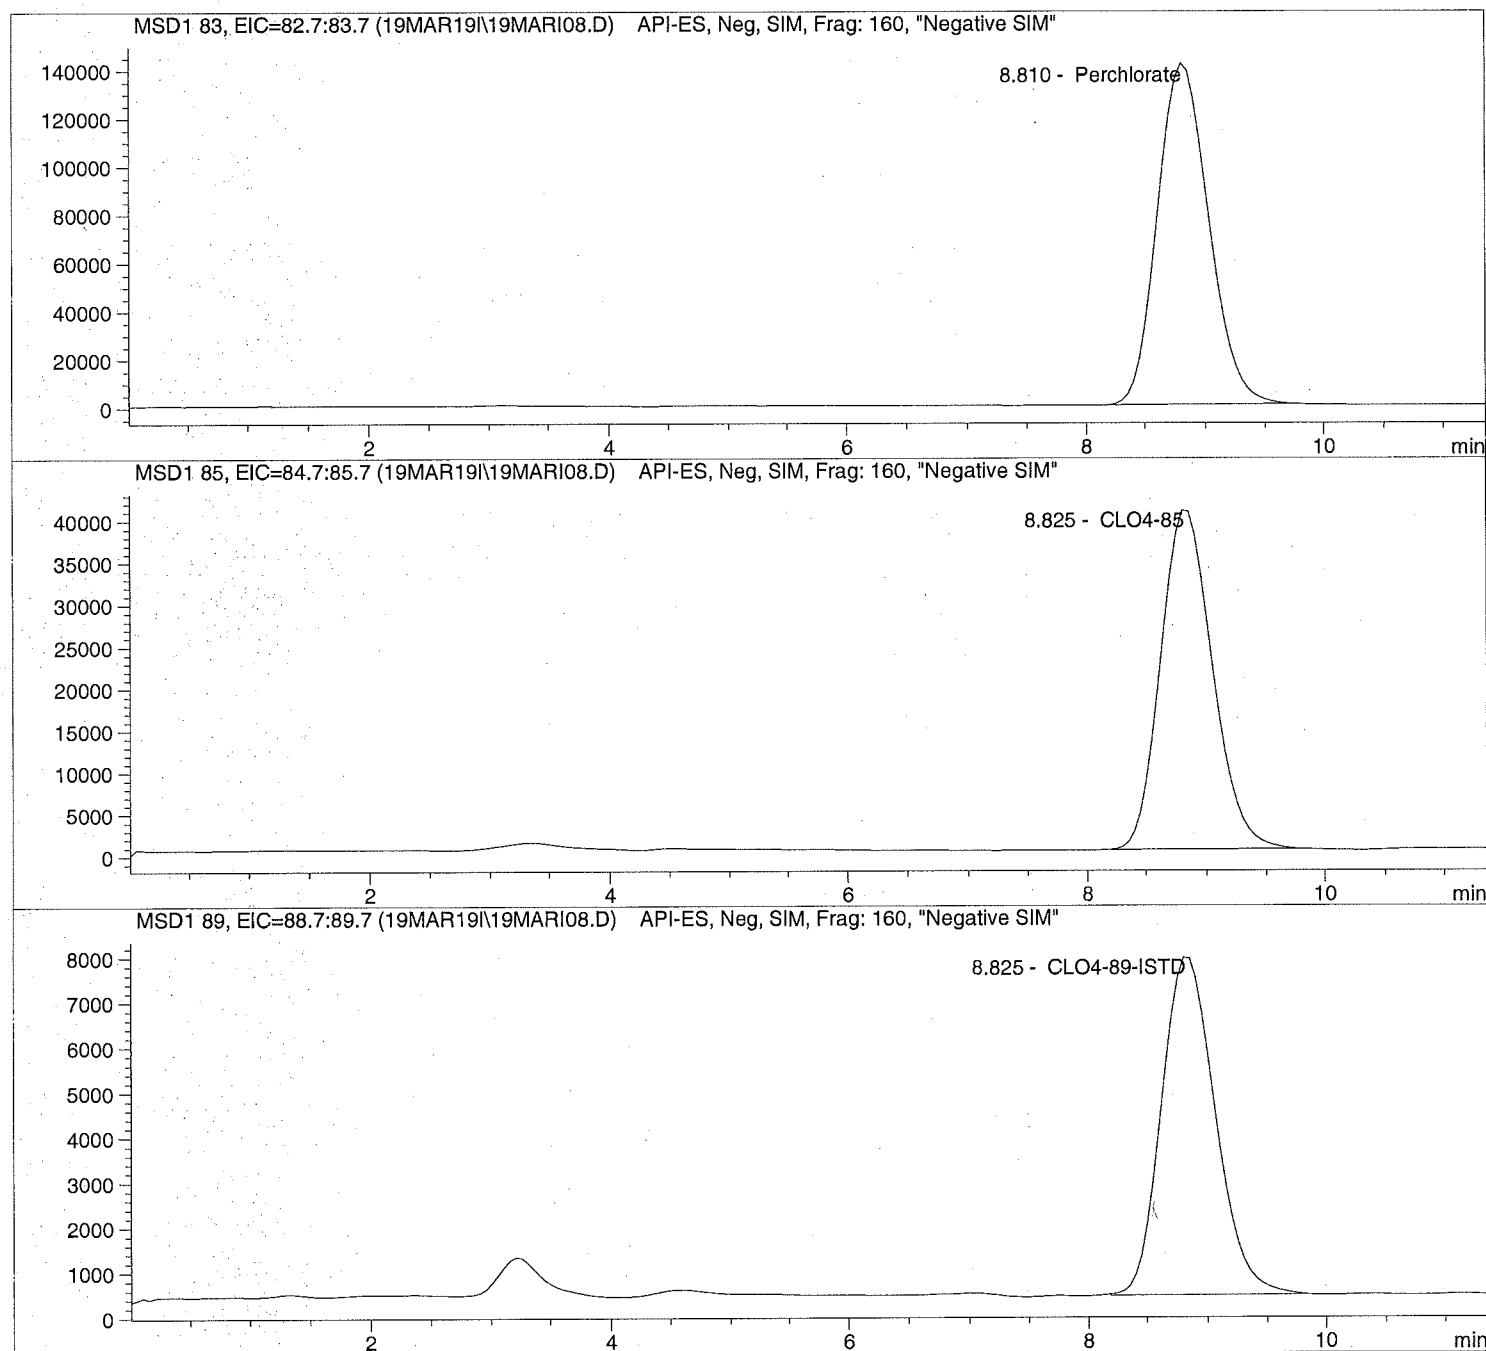 MSD1 83, EIC=82.7:83.7 (19MAR19I\19MARI08.D) API-ES, Neg, SIM, Frag: 160, "Negative SIM"
8.810 - Perchlorate
140000
120000
100000
80000
60000
40000
20000
0
2 4 6 8 10 min
MSD1 85, EIC=84.7:85.7 (19MAR19I\19MARI08.D) API-ES, Neg, SIM, Frag: 160, "Negative SIM"
8.825 - CLO4-85
40000
35000
30000
25000
20000
15000
10000
5000
0
2 4 6 8 10 min
MSD1 89, EIC=88.7:89.7 (19MAR19I\19MARI08.D) API-ES, Neg, SIM, Frag: 160, "Negative SIM"
8.825 - CLO4-89-ISTD
8000
7000
6000
5000
4000
3000
2000
1000
0
2 4 6 8 10 min